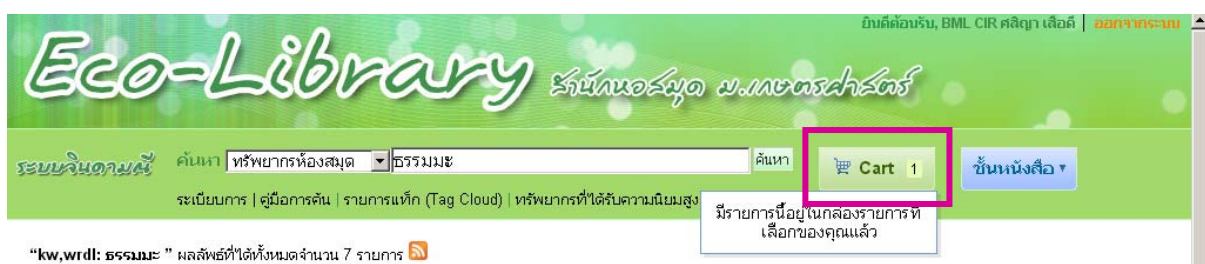 ยินดีต้อนรับ, BML CIR ศลิญา เสือดี | ออกจากระบบ
Eco-Library สำนักหอสมุด ม.เกษตรศาสตร์
ระบบจินดามณี ค้นหา ทรัพยากรห้องสมุด ธรรมมะ ค้นหา Cart 1 ชั้นหนังสือ
ระเบียบการ | คู่มือการค้น | รายการแท็ก (Tag Cloud) | ทรัพยากรที่ได้รับความนิยมสูง
มีรายการนี้อยู่ในกล่องรายการที่
เลือกของคุณแล้ว
“kw,wrdl: ธรรมมะ ” ผลลัพธ์ที่ได้ทั้งหมดจำนวน 7 รายการ